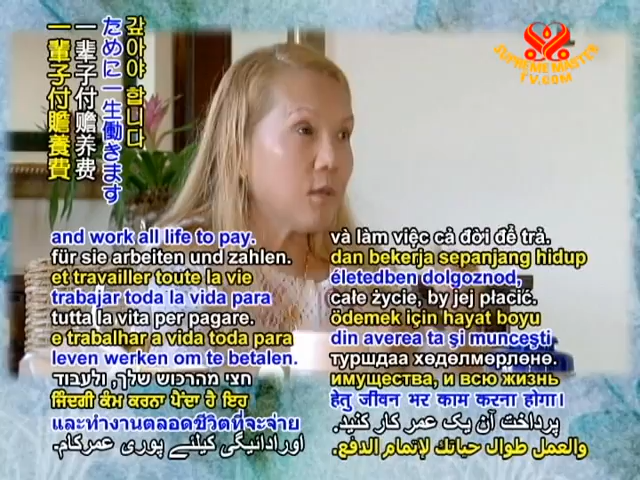 갚아야 합니다
ために一生働きます
一輩子付贍养费
一輩子付贍養費
SUPREME MASTER
TV.COM
and work all life to pay.
für sie arbeiten und zahlen.
et travailler toute la vie
trabajar toda la vida para
tutta la vita per pagare.
e trabalhar a vida toda para
leven werken om te betalen.
חצי מהרכוש שלך, ולעבוד
ਜ਼ਿੰਦਗੀ ਕੰਮ ਕਰਨਾ ਪੈਂਦਾ ਹੈ ਇਹ
และทำงานตลอดชีวิตที่จะจ่าย
اورادائیگی کیلئے پوری عمرکام.
và làm việc cả đời để trả.
dan bekerja sepanjang hidup
életedben dolgoznod,
całe życie, by jej płacić.
ödemek için hayat boyu
din averea ta şi munceşti
туршдаа хөдөлмөрлөнө.
имущества, и всю жизнь
हेतु जीवन भर काम करना होगा।
پرداخت آن یک عمر کار کنید.
والعمل طوال حياتك لإتمام الدفع.